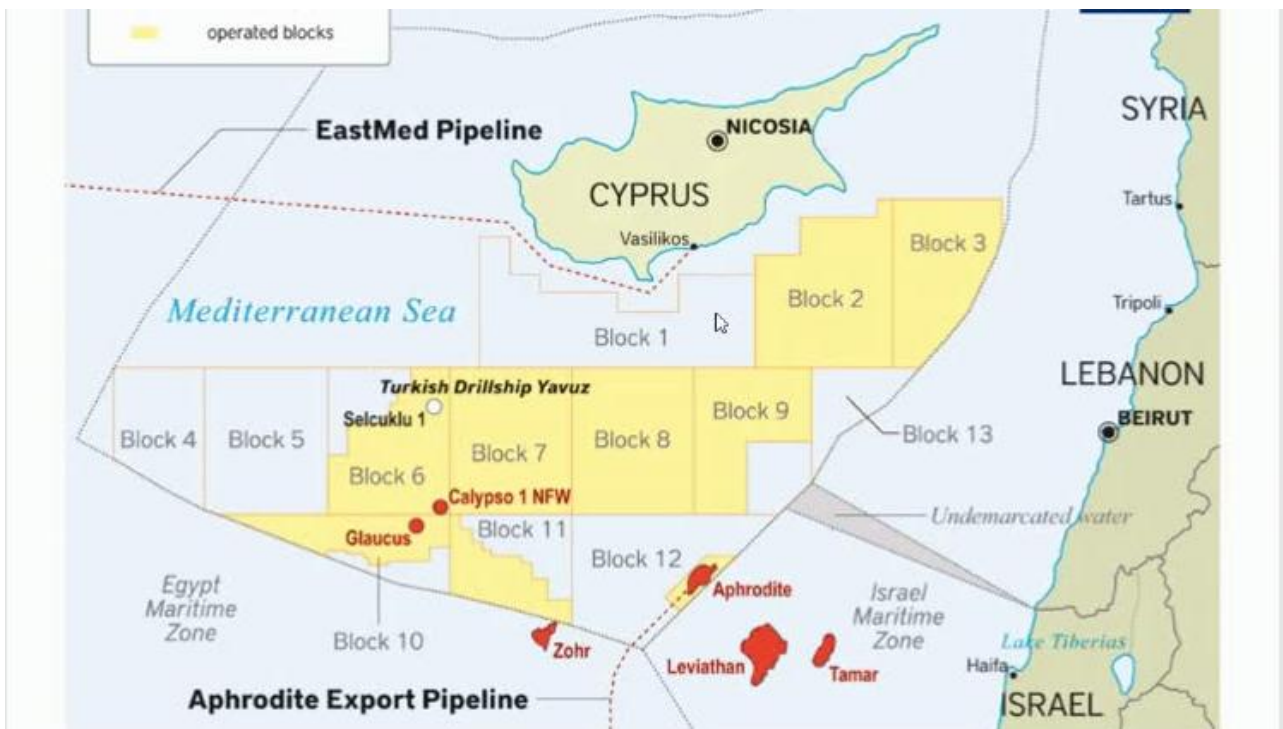 operated blocks
EastMed Pipeline
NICOSIA
SYRIA
CYPRUS
Tartus
Vasilikos
Block 3
Block 2
Mediterranean Sea
Tripoli
Block 1
LEBANON
Turkish Drillship Yavuz
Selcuklu 1
BEIRUT
Block 4
Block 5
Block 6
Block 7
Block 8
Block 9
Block 13
Calypso 1 NFW
Glaucus
Block 11
Undemarcated water
Block 12
Aphrodite
Egypt
Maritime
Zone
Israel
Maritime
Zone
Block 10
Zohr
Leviathan
Tamar
Lake Tiberias
Haifa
Aphrodite Export Pipeline
ISRAEL